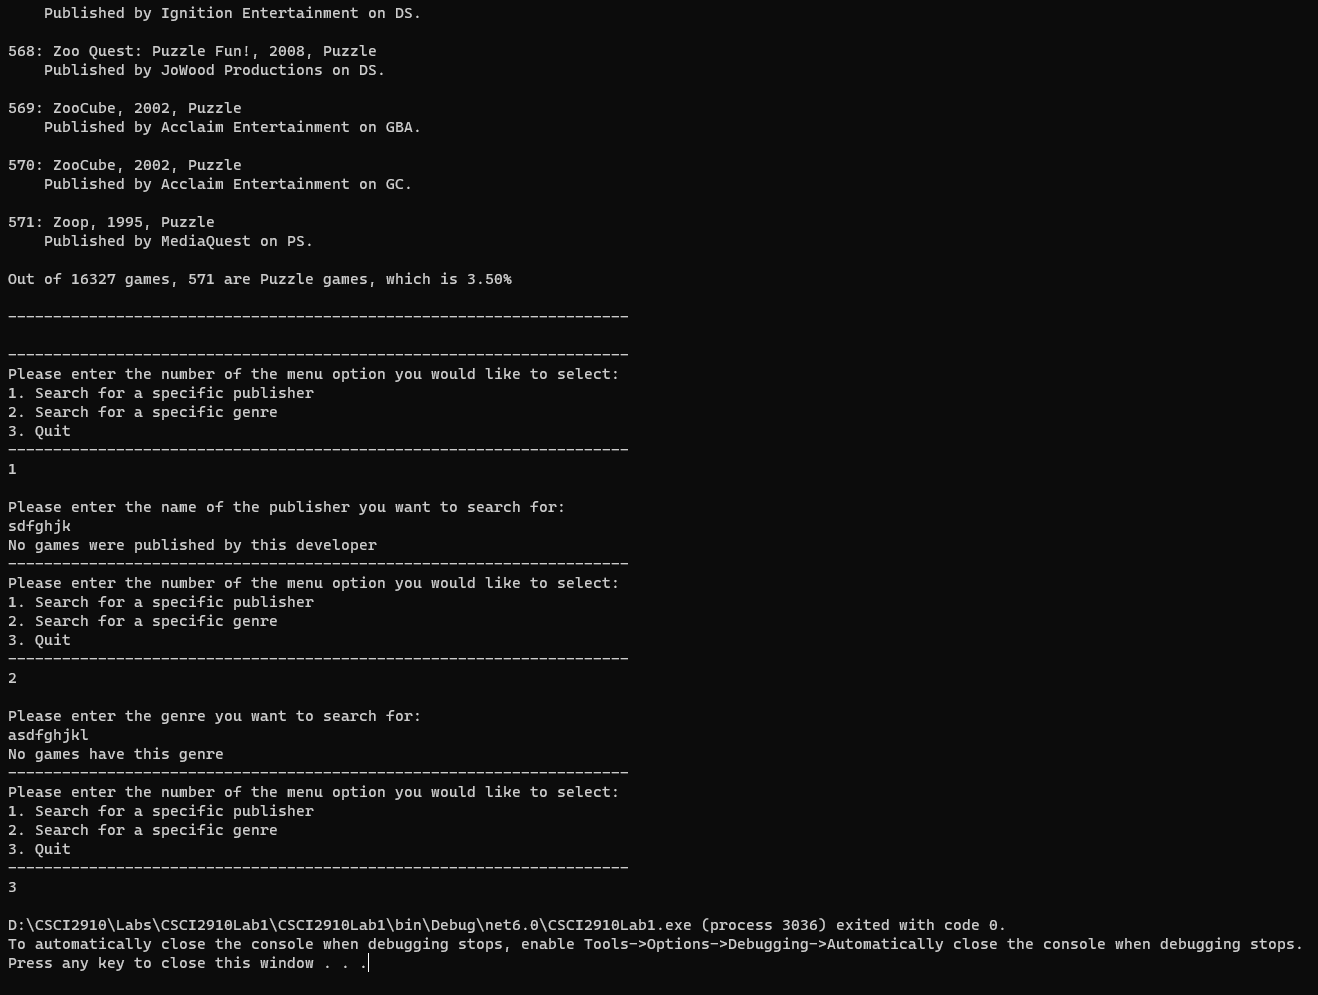 Published by Ignition Entertainment on DS.
568: Zoo Quest: Puzzle Fun!, 2008, Puzzle
Published by JoWood Productions on DS.
569: ZooCube, 2002, Puzzle
Published by Acclaim Entertainment on GBA.
570: ZooCube, 2002, Puzzle
Published by Acclaim Entertainment on GC.
571: Zoop, 1995, Puzzle
Published by MediaQuest on PS.
Out of 16327 games, 571 are Puzzle games, which is 3.50%
---------------------------------------------------------------------
---------------------------------------------------------------------
Please enter the number of the menu option you would like to select:
1. Search for a specific publisher
2. Search for a specific genre
3. Quit
---------------------------------------------------------------------
1
Please enter the name of the publisher you want to search for:
sdfghjk
No games were published by this developer
---------------------------------------------------------------------
Please enter the number of the menu option you would like to select:
1. Search for a specific publisher
2. Search for a specific genre
3. Quit
---------------------------------------------------------------------
2
Please enter the genre you want to search for:
asdfghjkl
No games have this genre
---------------------------------------------------------------------
Please enter the number of the menu option you would like to select:
1. Search for a specific publisher
2. Search for a specific genre
3. Quit
---------------------------------------------------------------------
3
D:\CSCI2910\Labs\CSCI2910Lab1\CSCI2910Lab1\bin\Debug\net6.0\CSCI2910Lab1.exe (process 3036) exited with code 0.
To automatically close the console when debugging stops, enable Tools->Options->Debugging->Automatically close the console when debugging stops.
Press any key to close this window . . .